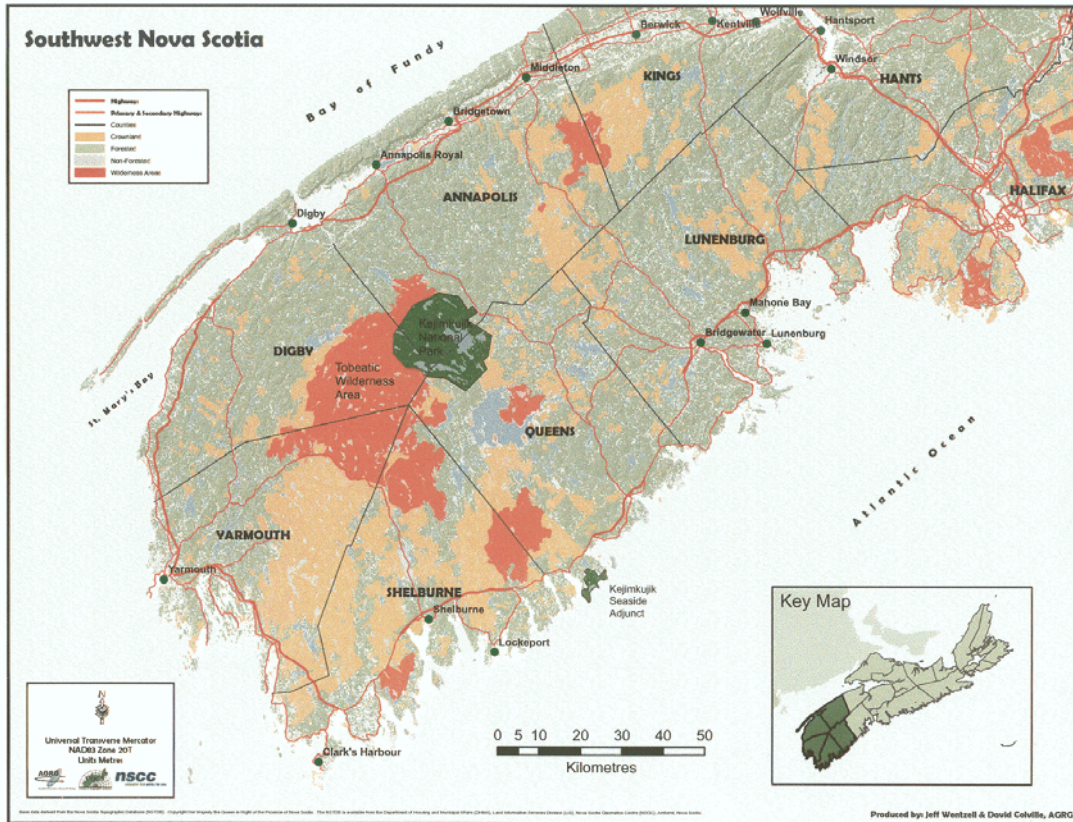 Southwest Nova Scotia
Bay of Fundy
Highways
Primary & Secondary Highways
Counties
Crownland
Forested
Non-Forested
Wilderness Areas
Wolfville
Kentville
Hantsport
Berwick
Windsor
Middleton
KINGS
HANTS
Bridgetown
Annapolis Royal
ANNAPOLIS
HALIFAX
Digby
LUNENBURG
Mahone Bay
Kejimkujik
National
Park
Bridgewater
Lunenburg
DIGBY
Tobeatic
Wilderness
Area
St. Mary's Bay
QUEENS
Atlantic Ocean
YARMOUTH
Yarmouth
SHELBURNE
Kejimkujik
Seaside
Adjunct
Shelburne
Lockeport
Key Map
N
Universal Transverse Mercator
NAD83 Zone 20T
Units Metres
AGRG
nscc
Clark's Harbour
0 5 10 20 30 40 50
Kilometres
Produced by: Jeff Wentzell & David Colville, AGRG